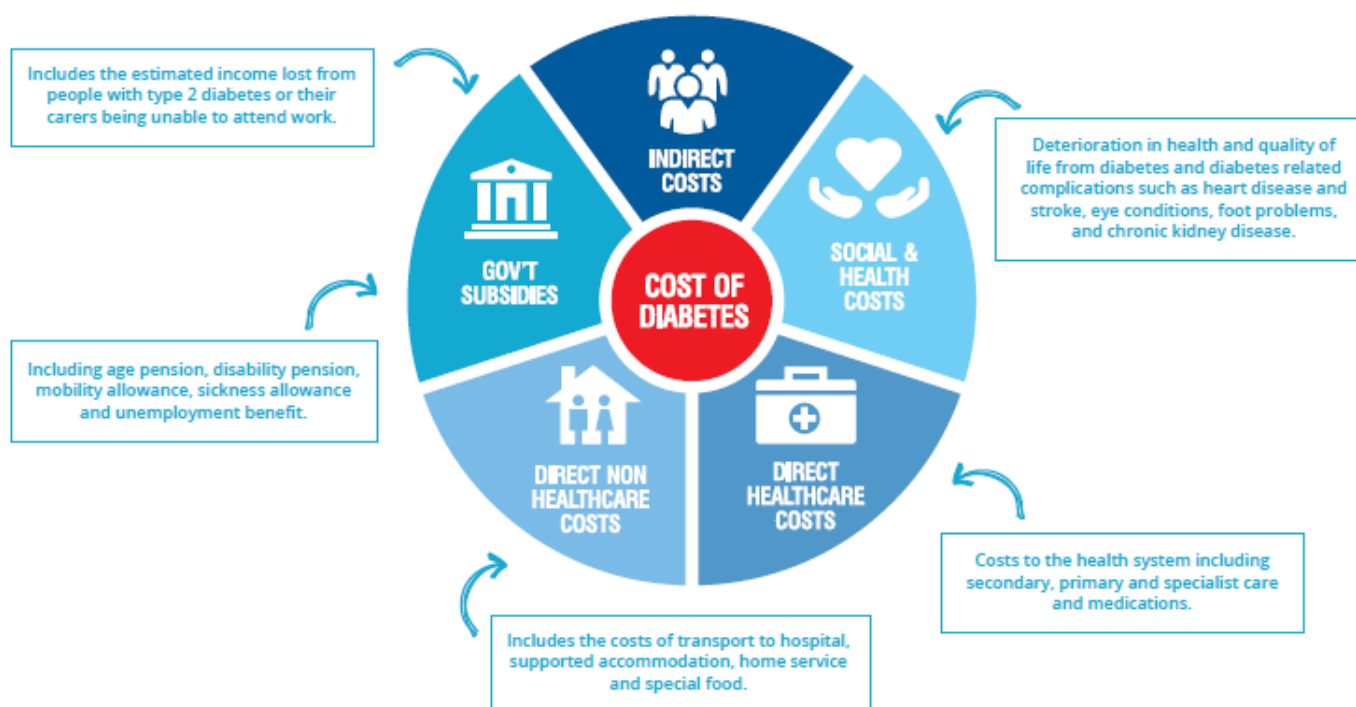 Includes the estimated income lost from
people with type 2 diabetes or their
carers being unable to attend work.
INDIRECT
COSTS
Deterioration in health and quality of
life from diabetes and diabetes related
complications such as heart disease and
stroke, eye conditions, foot problems,
and chronic kidney disease.
GOV'T
SUBSIDIES
COST OF
DIABETES
SOCIAL &
HEALTH
COSTS
Including age pension, disability pension,
mobility allowance, sickness allowance
and unemployment benefit.
DIRECT NON
HEALTHCARE
COSTS
DIRECT
HEALTHCARE
COSTS
Costs to the health system including
secondary, primary and specialist care
and medications.
Includes the costs of transport to hospital,
supported accommodation, home service
and special food.